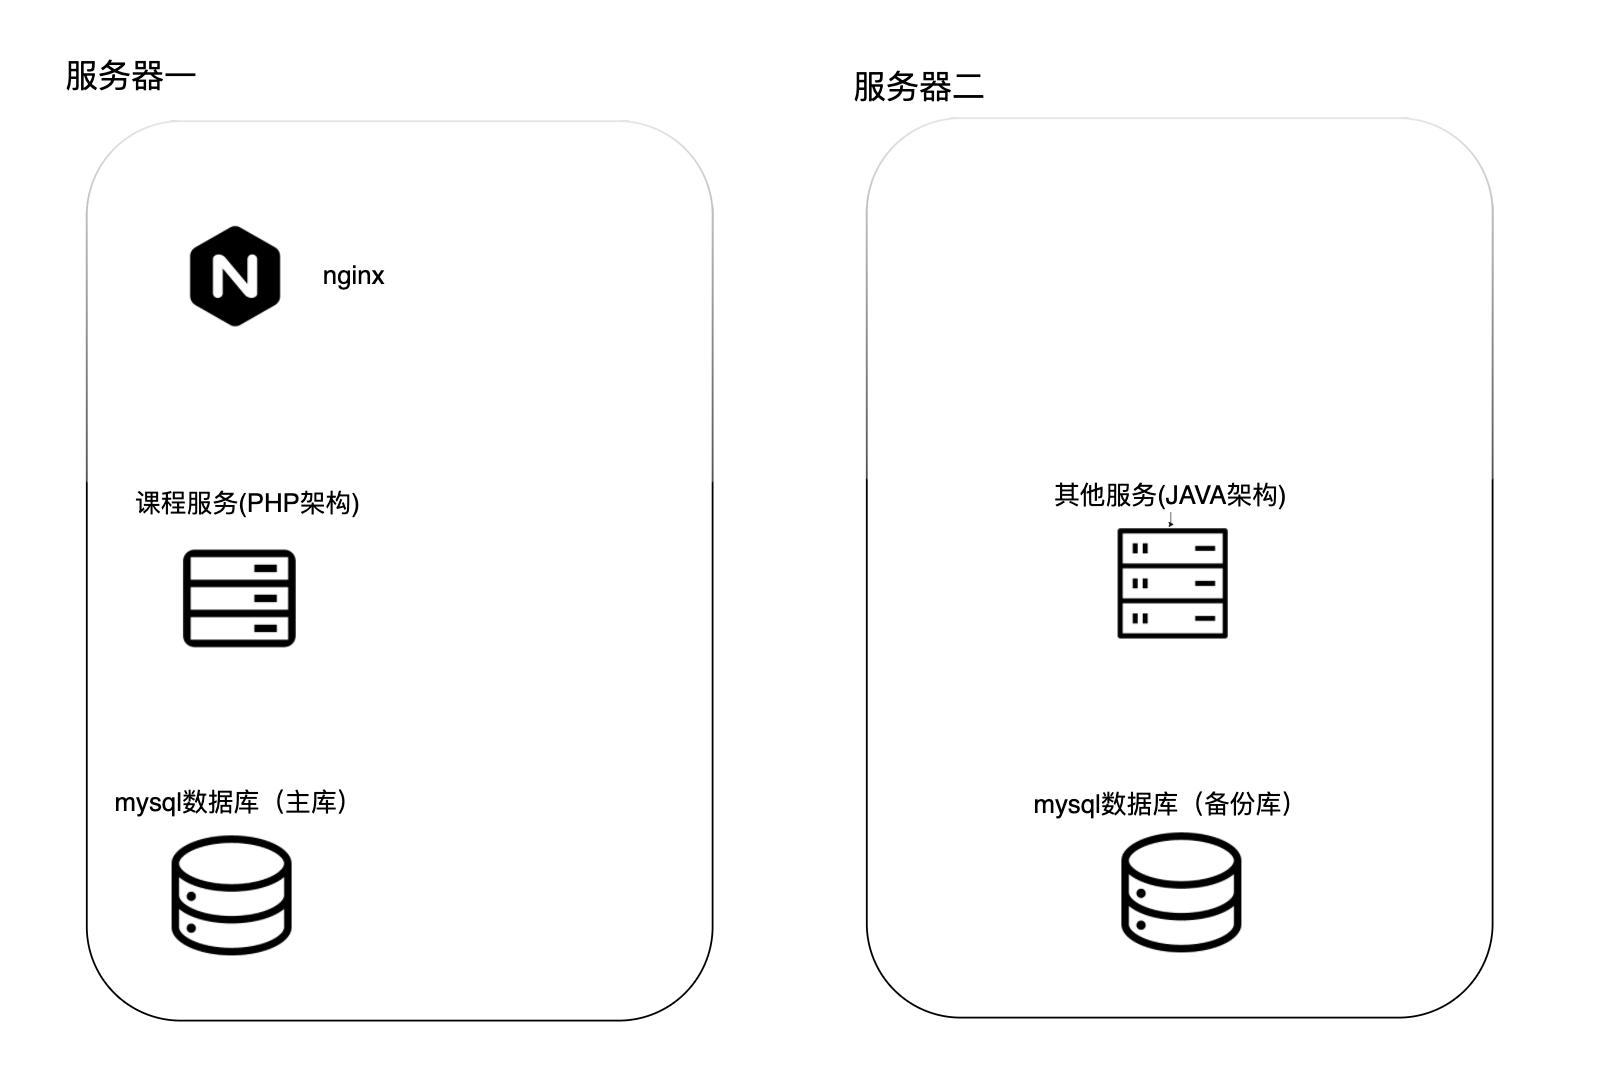 服务器一
服务器二
N
nginx
课程服务(PHP架构)
其他服务(JAVA架构)
mysql数据库（主库）
mysql数据库（备份库）